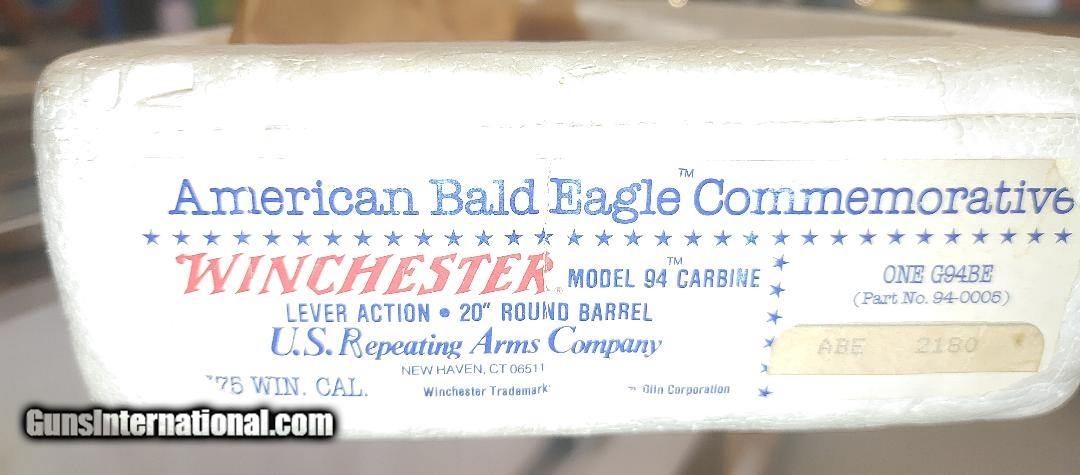 American Bald Eagle™ Commemorative
WINCHESTER® MODEL 94™ CARBINE
LEVER ACTION • 20" ROUND BARREL
U.S. Repeating Arms Company
NEW HAVEN, CT 06511
'75 WIN. CAL.
Winchester Trademark
Olin Corporation
ONE G94BE
(Part No. 94-0005)
ABE 2180
GunsInternational.com